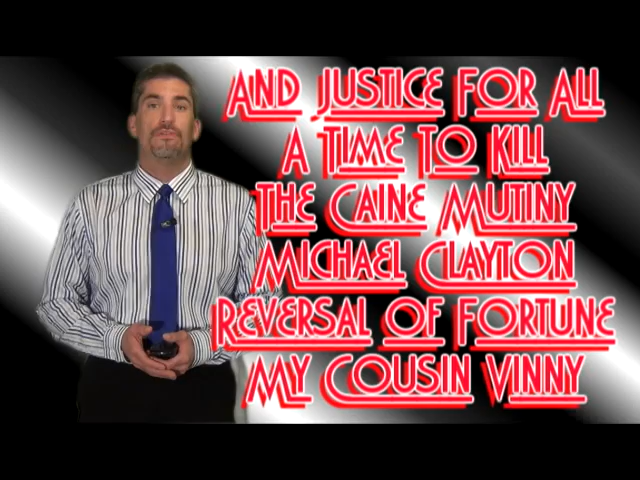 AND JUSTICE FOR ALL
A TIME TO KILL
THE CAINE MUTINY
MICHAEL CLAYTON
REVERSAL OF FORTUNE
MY COUSIN VINNY